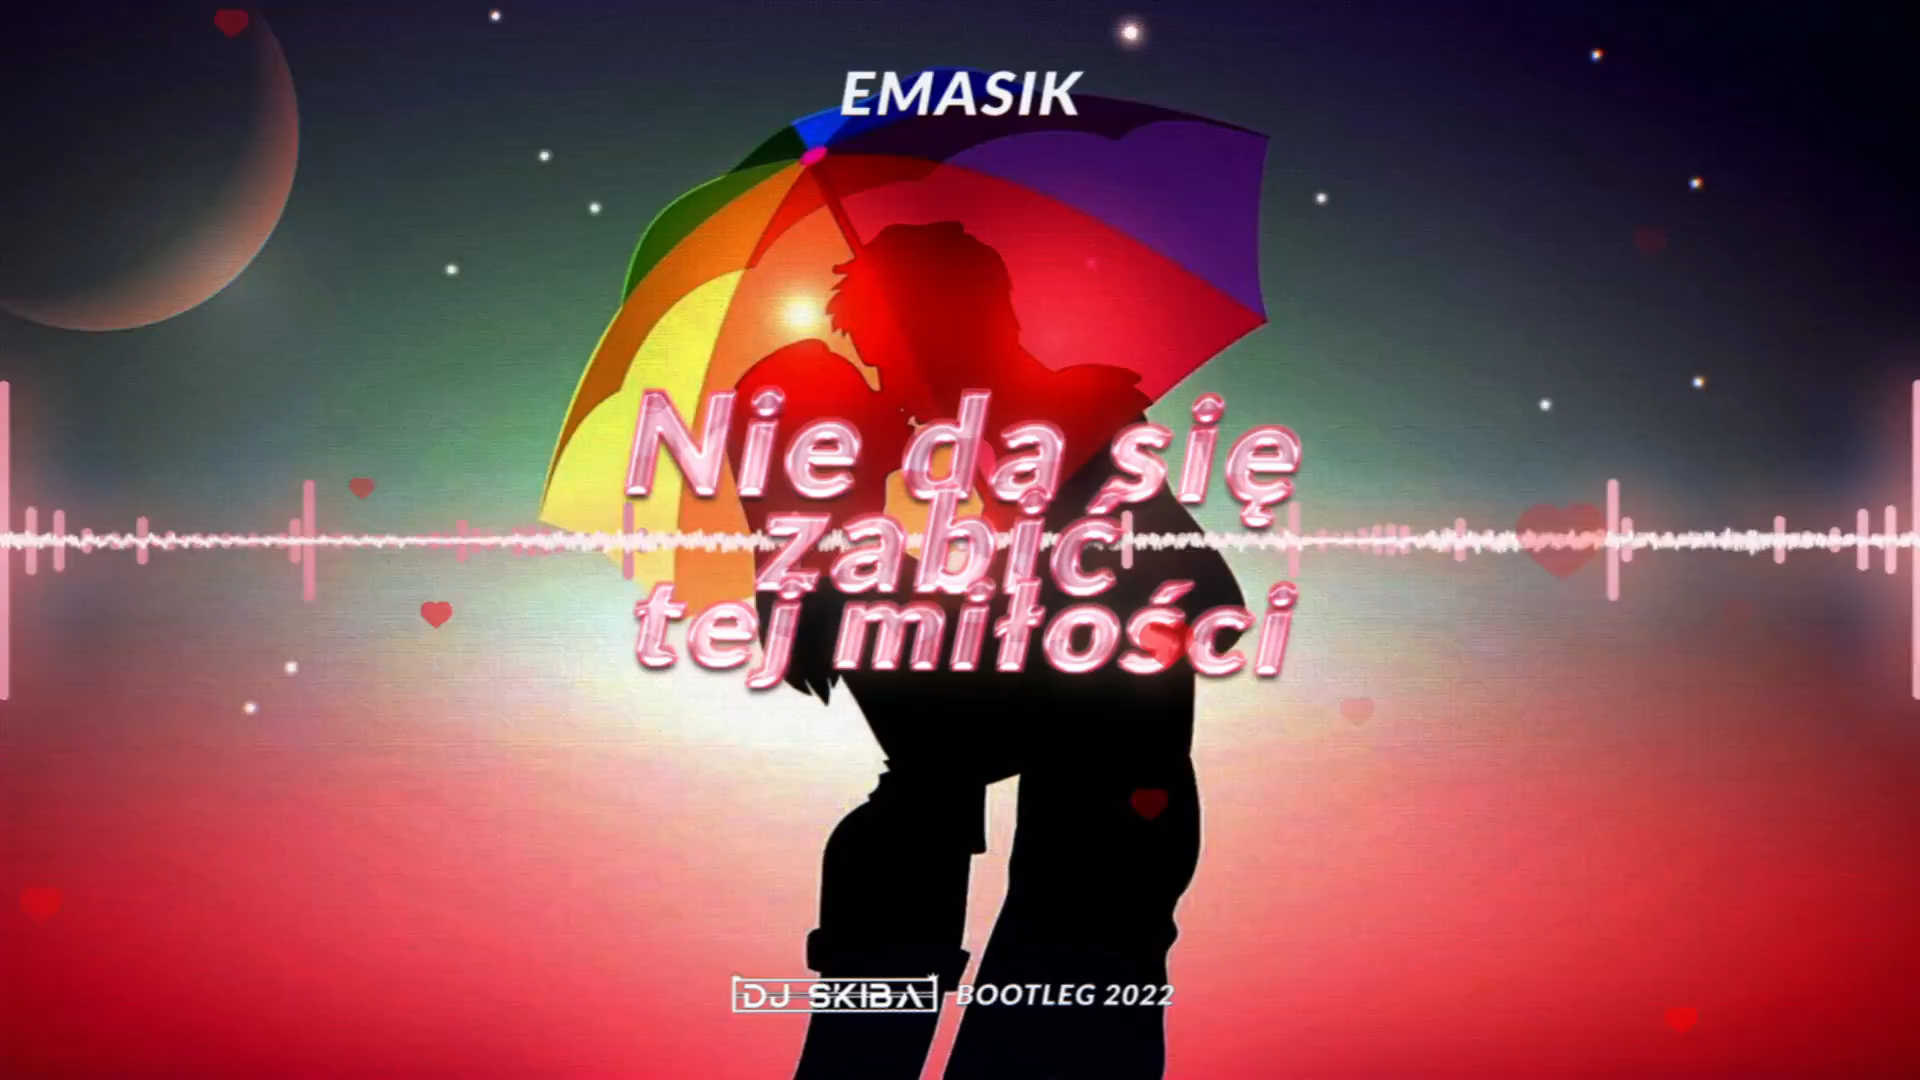 EMASIK
Nie da się
zabić
tej miłości
DJ SKIBA BOOTLEG 2022